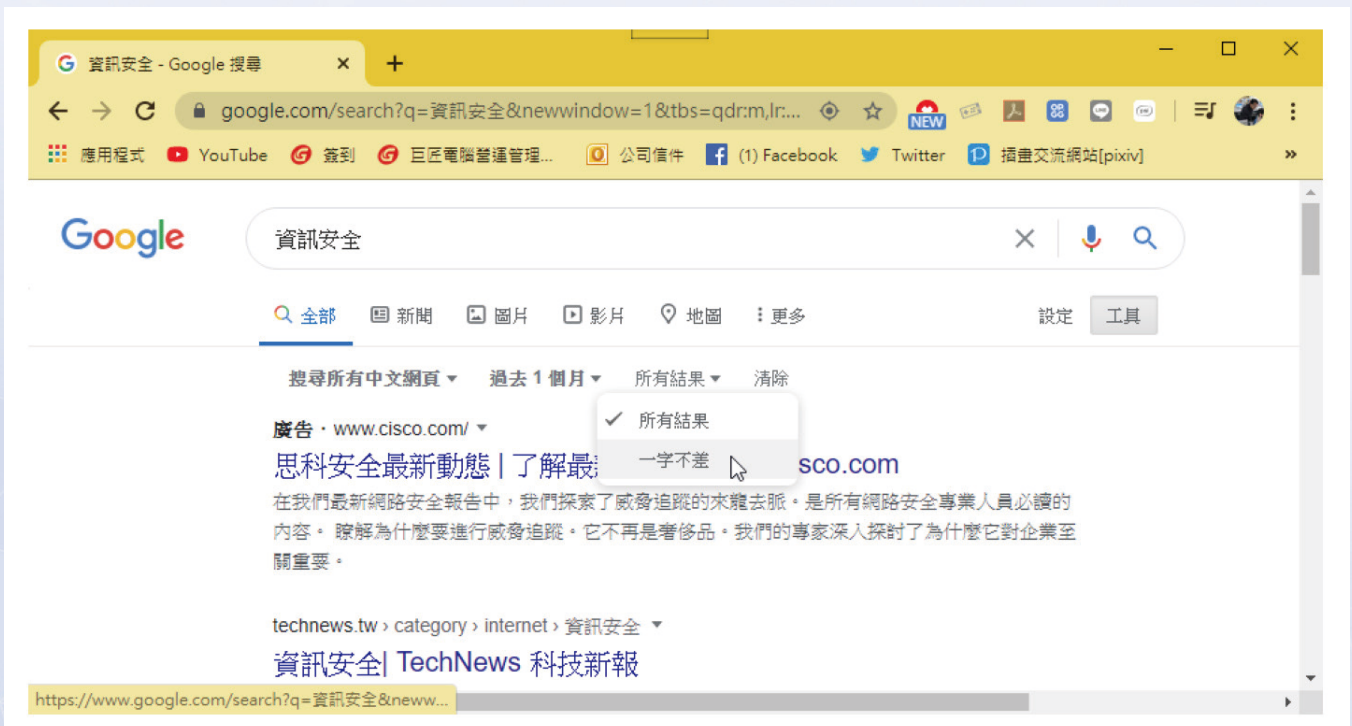 資訊安全 - Google 搜尋
google.com/search?q=資訊安全&newwindow=1&tbs=qdr:m,lr:...
NEW
應用程式 YouTube 簽到 巨匠電腦營運管理... 公司信件 (1) Facebook Twitter 插畫交流網站[pixiv] »
Google 資訊安全
全部 新聞 圖片 影片 地圖 更多 設定 工具
搜尋所有中文網頁 過去 1 個月 所有結果 清除
所有結果
一字不差
廣告 · www.cisco.com/
思科安全最新動態 | 了解最 sco.com
在我們最新網路安全報告中，我們探索了威脅追蹤的來龍去脈。是所有網路安全專業人員必讀的
內容。 瞭解為什麼要進行威脅追蹤。它不再是奢侈品。我們的專家深入探討了為什麼它對企業至
關重要。
technews.tw › category › internet › 資訊安全
資訊安全| TechNews 科技新報
https://www.google.com/search?q=資訊安全&neww...